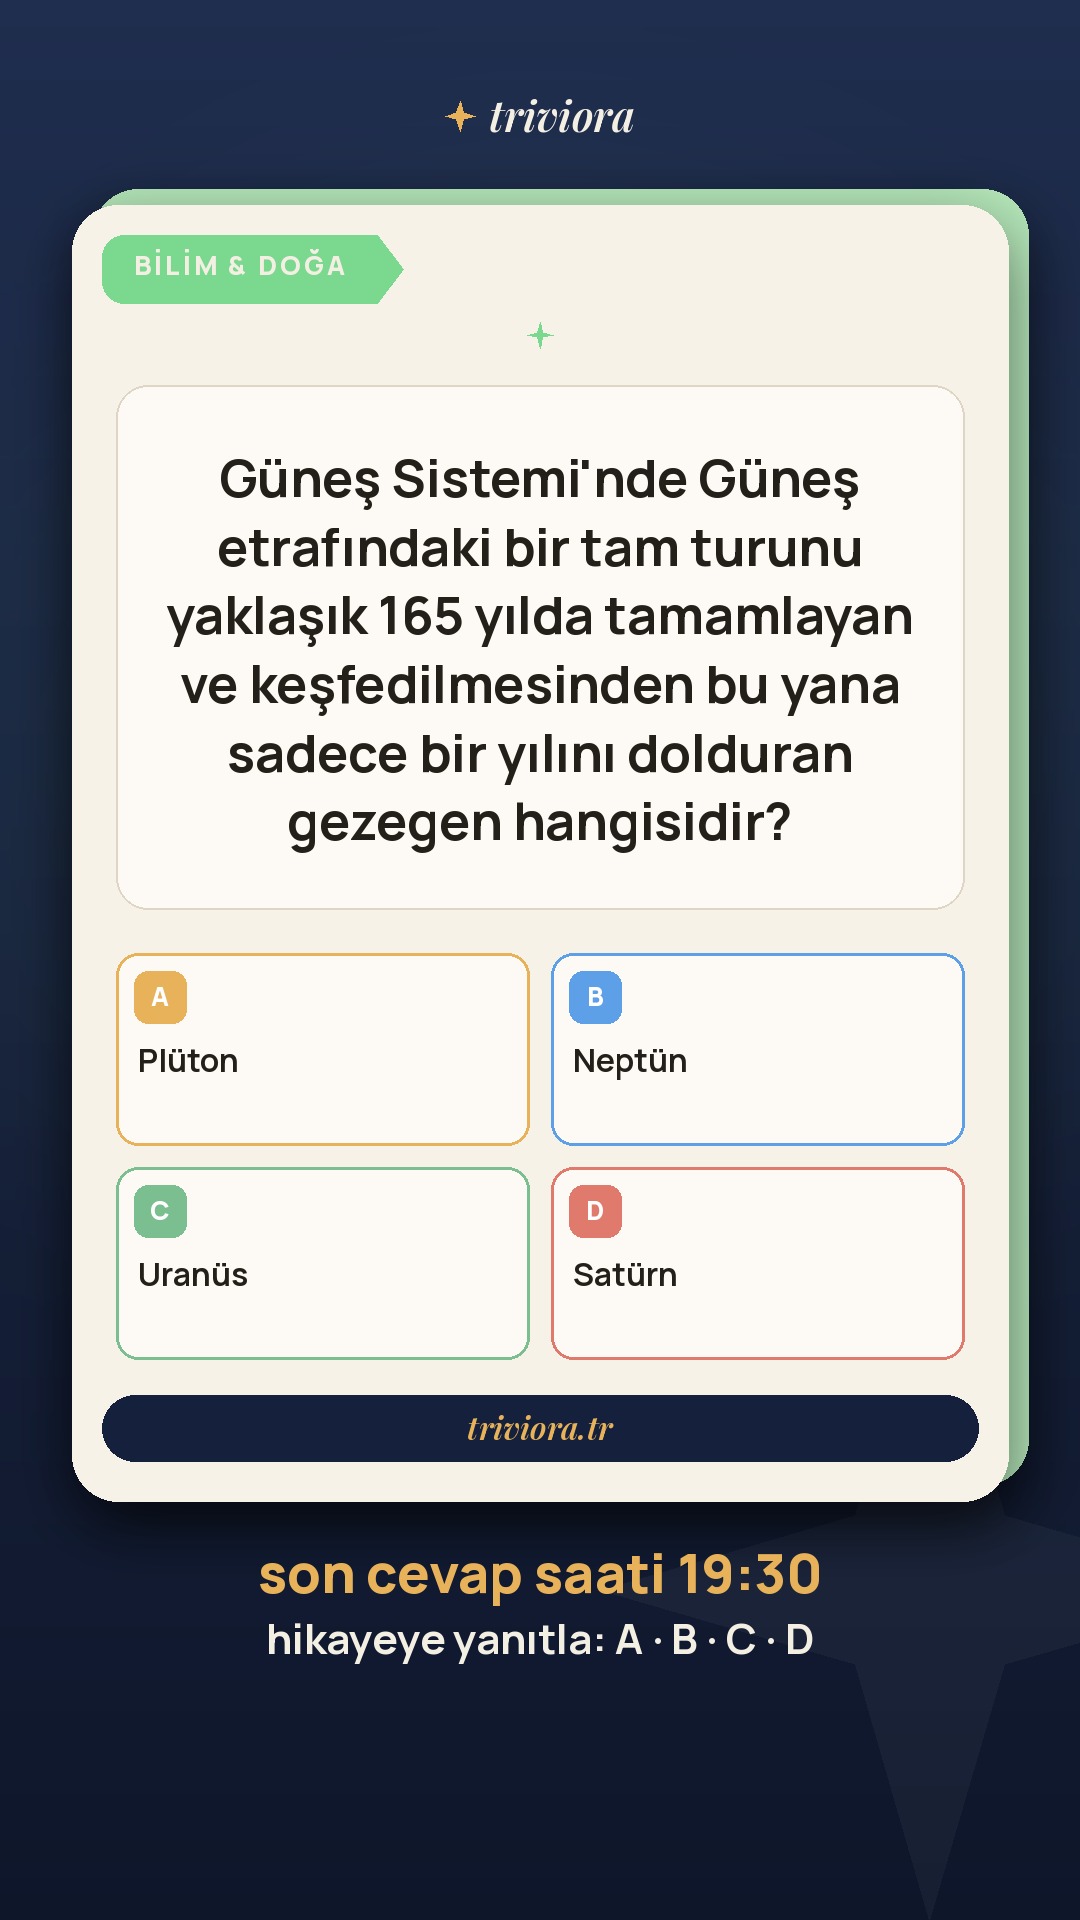 triviora
BİLİM & DOĞA
Güneş Sistemi'nde Güneş
etrafındaki bir tam turunu
yaklaşık 165 yılda tamamlayan
ve keşfedilmesinden bu yana
sadece bir yılını dolduran
gezegen hangisidir?
A
Plüton
B
Neptün
C
Uranüs
D
Satürn
triviora.tr
son cevap saati 19:30
hikayeye yanıtla: A · B · C · D